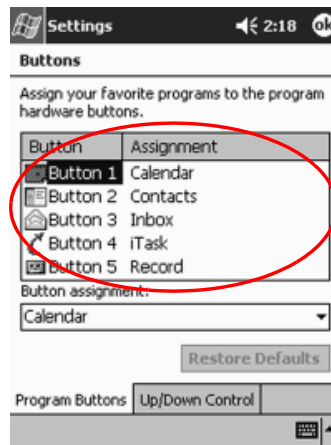 Settings 2:18 ok
Buttons
Assign your favorite programs to the program
hardware buttons.
Button Assignment
Button 1 Calendar
Button 2 Contacts
Button 3 Inbox
Button 4 iTask
Button 5 Record
Button assignment:
Calendar
Restore Defaults
Program Buttons Up/Down Control